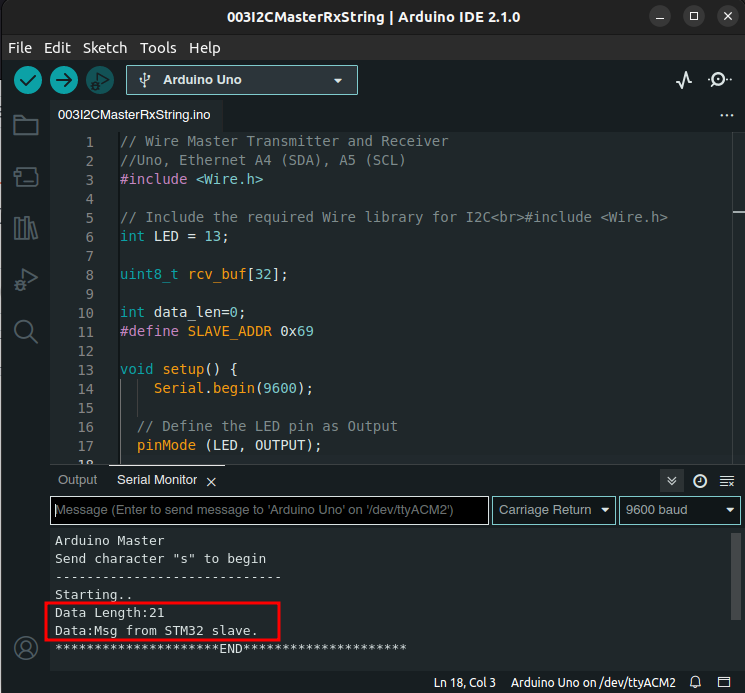 003I2CMasterRxString | Arduino IDE 2.1.0
File Edit Sketch Tools Help
Arduino Uno
003I2CMasterRxString.ino
1 // Wire Master Transmitter and Receiver
2 //Uno, Ethernet A4 (SDA), A5 (SCL)
3 #include <Wire.h>
4
5 // Include the required Wire library for I2C<br>#include <Wire.h>
6 int LED = 13;
7
8 uint8_t rcv_buf[32];
9
10 int data_len=0;
11 #define SLAVE_ADDR 0x69
12
13 void setup() {
14 Serial.begin(9600);
15
16 // Define the LED pin as Output
17 pinMode (LED, OUTPUT);
18
Output Serial Monitor
Message (Enter to send message to 'Arduino Uno' on '/dev/ttyACM2') Carriage Return 9600 baud
Arduino Master
Send character "s" to begin
-----------------------------
Starting..
Data Length:21
Data:Msg from STM32 slave.
*********************END*********************
Ln 18, Col 3 Arduino Uno on /dev/ttyACM2